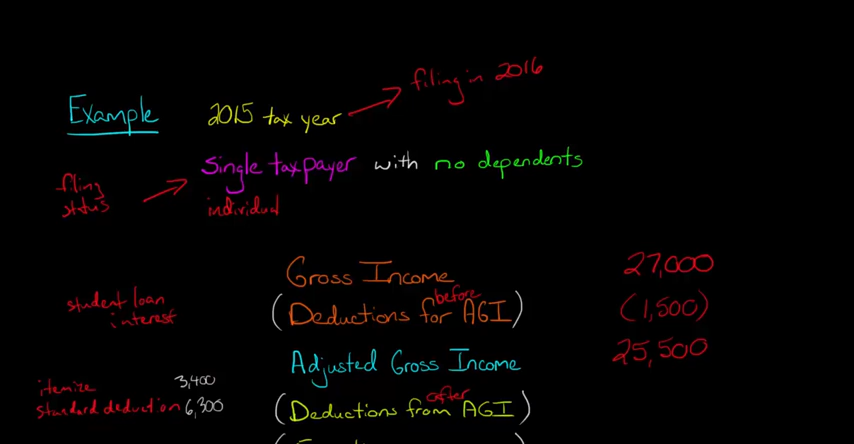 filing in 2016
Example 2015 tax year
Single taxpayer with no dependents
filing
status
individual
Gross Income 27,000
before
student loan
interest
(Deductions for AGI) (1,500)
Adjusted Gross Income 25,500
itemize 3,400
after
standard deduction 6,300
(Deductions from AGI)